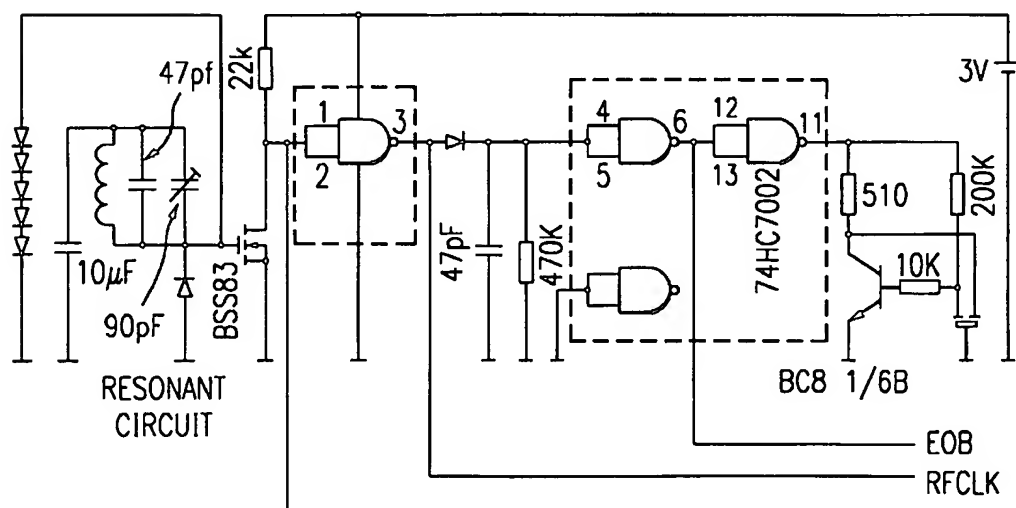 47pf
22k
1
2
3
4
5
6
12
13
11
3V
10µF
90pF
BSS83
47pF
470K
74HC7002
510
200K
10K
RESONANT
CIRCUIT
BC8 1/6B
EOB
RFCLK